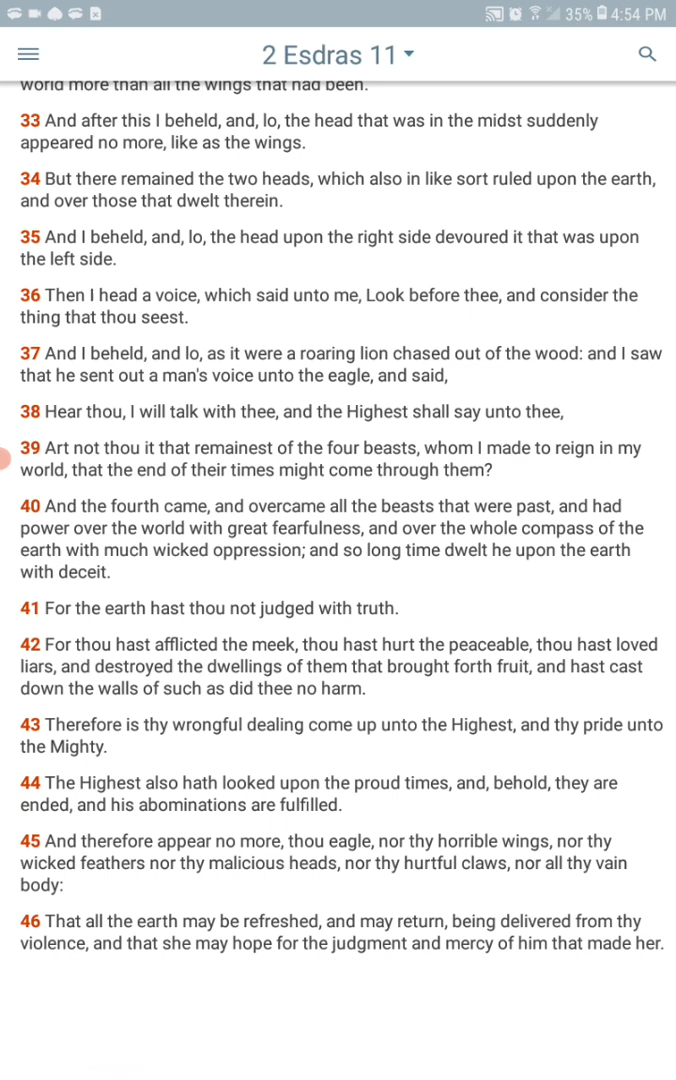 35% 4:54 PM
2 Esdras 11
world more than all the wings that had been.
33 And after this I beheld, and, lo, the head that was in the midst suddenly
appeared no more, like as the wings.
34 But there remained the two heads, which also in like sort ruled upon the earth,
and over those that dwelt therein.
35 And I beheld, and, lo, the head upon the right side devoured it that was upon
the left side.
36 Then I head a voice, which said unto me, Look before thee, and consider the
thing that thou seest.
37 And I beheld, and lo, as it were a roaring lion chased out of the wood: and I saw
that he sent out a man's voice unto the eagle, and said,
38 Hear thou, I will talk with thee, and the Highest shall say unto thee,
39 Art not thou it that remainest of the four beasts, whom I made to reign in my
world, that the end of their times might come through them?
40 And the fourth came, and overcame all the beasts that were past, and had
power over the world with great fearfulness, and over the whole compass of the
earth with much wicked oppression; and so long time dwelt he upon the earth
with deceit.
41 For the earth hast thou not judged with truth.
42 For thou hast afflicted the meek, thou hast hurt the peaceable, thou hast loved
liars, and destroyed the dwellings of them that brought forth fruit, and hast cast
down the walls of such as did thee no harm.
43 Therefore is thy wrongful dealing come up unto the Highest, and thy pride unto
the Mighty.
44 The Highest also hath looked upon the proud times, and, behold, they are
ended, and his abominations are fulfilled.
45 And therefore appear no more, thou eagle, nor thy horrible wings, nor thy
wicked feathers nor thy malicious heads, nor thy hurtful claws, nor all thy vain
body:
46 That all the earth may be refreshed, and may return, being delivered from thy
violence, and that she may hope for the judgment and mercy of him that made her.